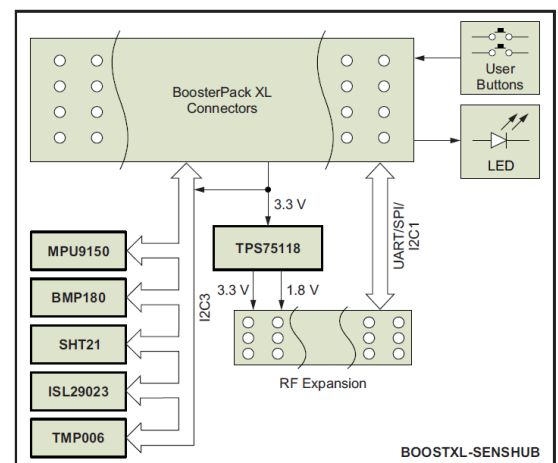 BoosterPack XL
Connectors
User
Buttons
LED
3.3 V
TPS75118
3.3 V
1.8 V
UART/SPI/
I2C1
I2C3
MPU9150
BMP180
SHT21
ISL29023
TMP006
RF Expansion
BOOSTXL-SENSHUB